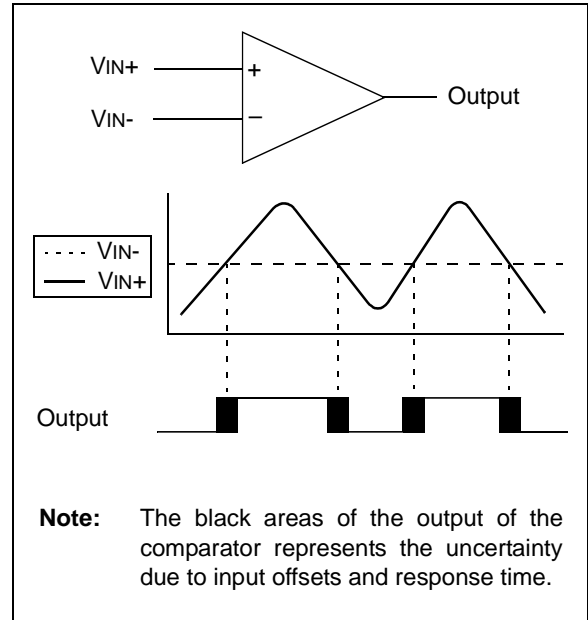 VIN+
+
Output
VIN-
–
VIN-
VIN+
Output
Note: The black areas of the output of the
comparator represents the uncertainty
due to input offsets and response time.